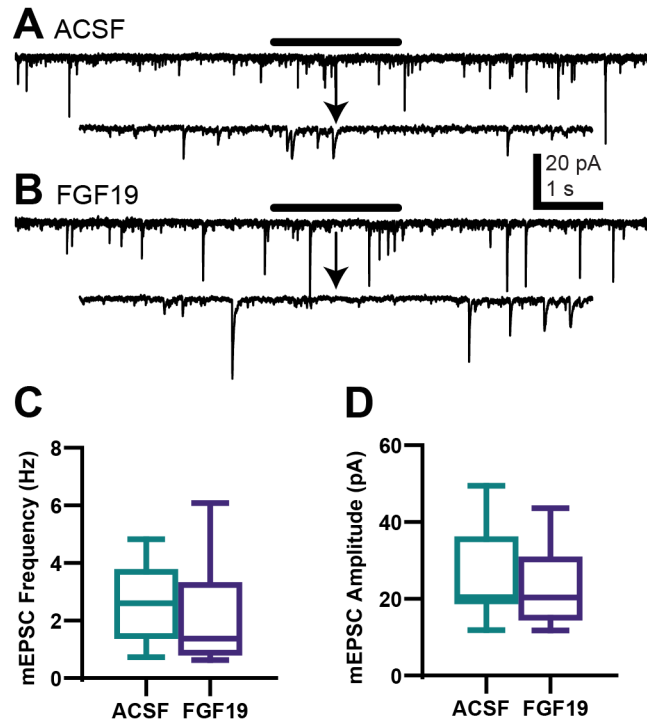 A ACSF
20 pA
1 s
B FGF19
C
mEPSC Frequency (Hz)
8
6
4
2
0
ACSF FGF19
D
mEPSC Amplitude (pA)
60
40
20
0
ACSF FGF19